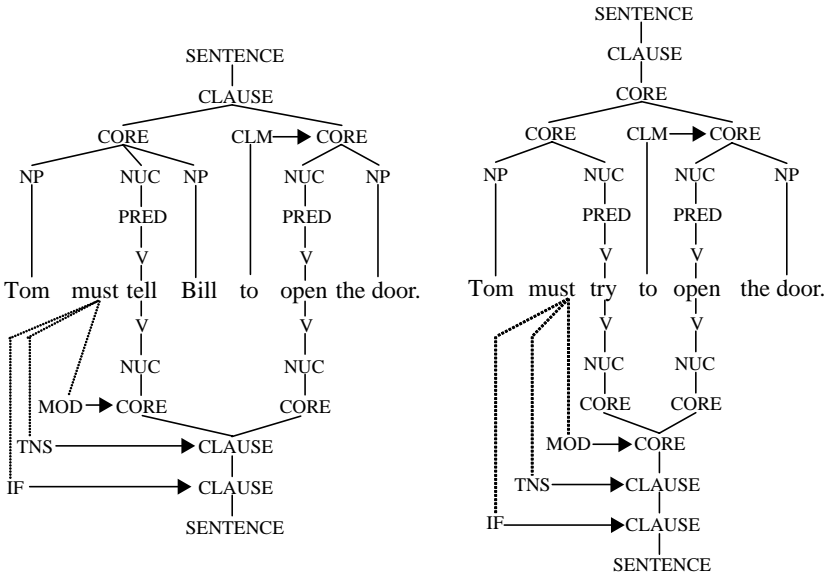 SENTENCE
CLAUSE
CORE CLM CORE
NP NUC NP NUC NP
PRED PRED
V V
Tom must tell Bill to open the door.
V V
NUC NUC
MOD CORE CORE
TNS CLAUSE
IF CLAUSE
SENTENCE
SENTENCE
CLAUSE
CORE
CORE CLM CORE
NP NUC NUC NP
PRED PRED
V V
Tom must try to open the door.
V V
NUC NUC
CORE CORE
MOD CORE
TNS CLAUSE
IF CLAUSE
SENTENCE